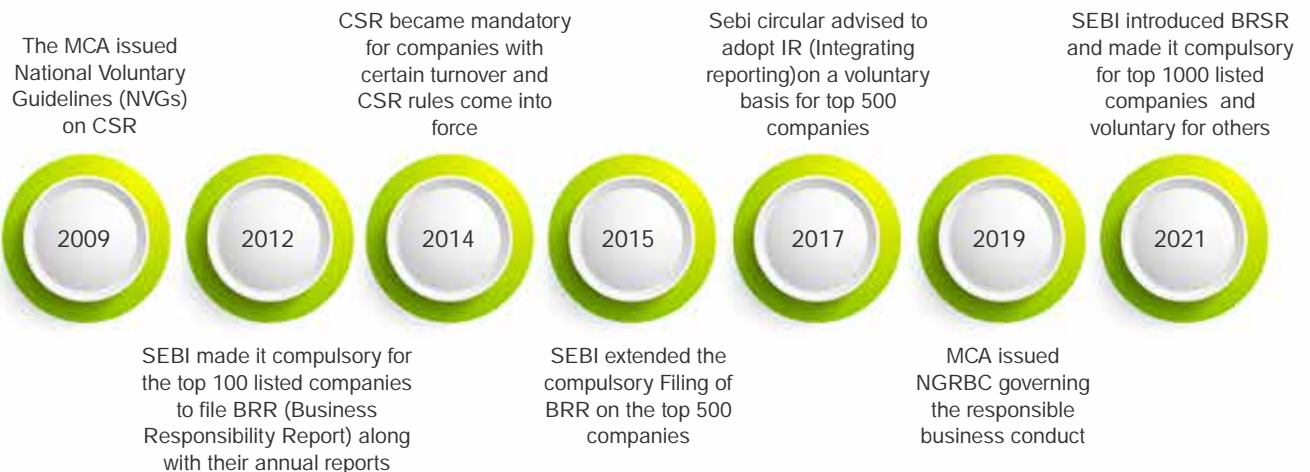 The MCA issued
National Voluntary
Guidelines (NVGs)
on CSR
2009
SEBI made it compulsory for
the top 100 listed companies
to file BRR (Business
Responsibility Report) along
with their annual reports
2012
CSR became mandatory
for companies with
certain turnover and
CSR rules come into
force
2014
SEBI extended the
compulsory Filing of
BRR on the top 500
companies
2015
Sebi circular advised to
adopt IR (Integrating
reporting)on a voluntary
basis for top 500
companies
2017
MCA issued
NGRBC governing
the responsible
business conduct
2019
SEBI introduced BRSR
and made it compulsory
for top 1000 listed
companies and
voluntary for others
2021